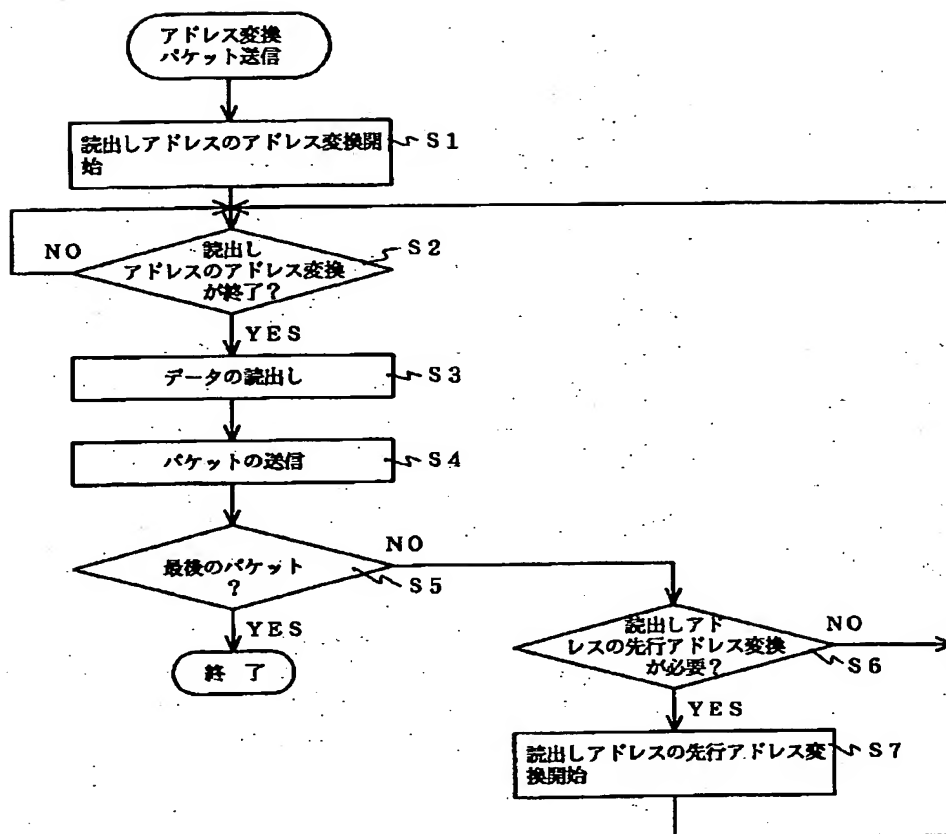 アドレス変換
パケット送信
読出しアドレスのアドレス変換開
始
S1
NO
読出し
アドレスのアドレス変換
が終了?
S2
YES
データの読出し
S3
パケットの送信
S4
最後のパケット
?
NO
S5
YES
終 了
読出しアド
レスの先行アドレス変換
が必要?
NO
S6
YES
読出しアドレスの先行アドレス変
換開始
S7